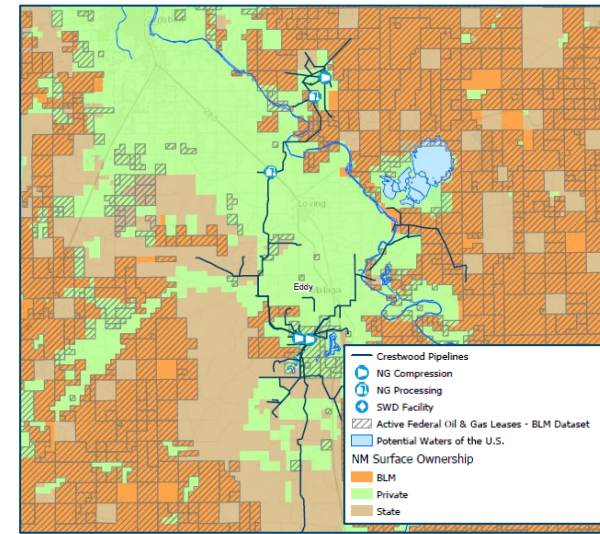 285
Loving
Eddy
Crestwood Pipelines
NG Compression
NG Processing
SWD Facility
Active Federal Oil & Gas Leases - BLM Dataset
Potential Waters of the U.S.
NM Surface Ownership
BLM
Private
State